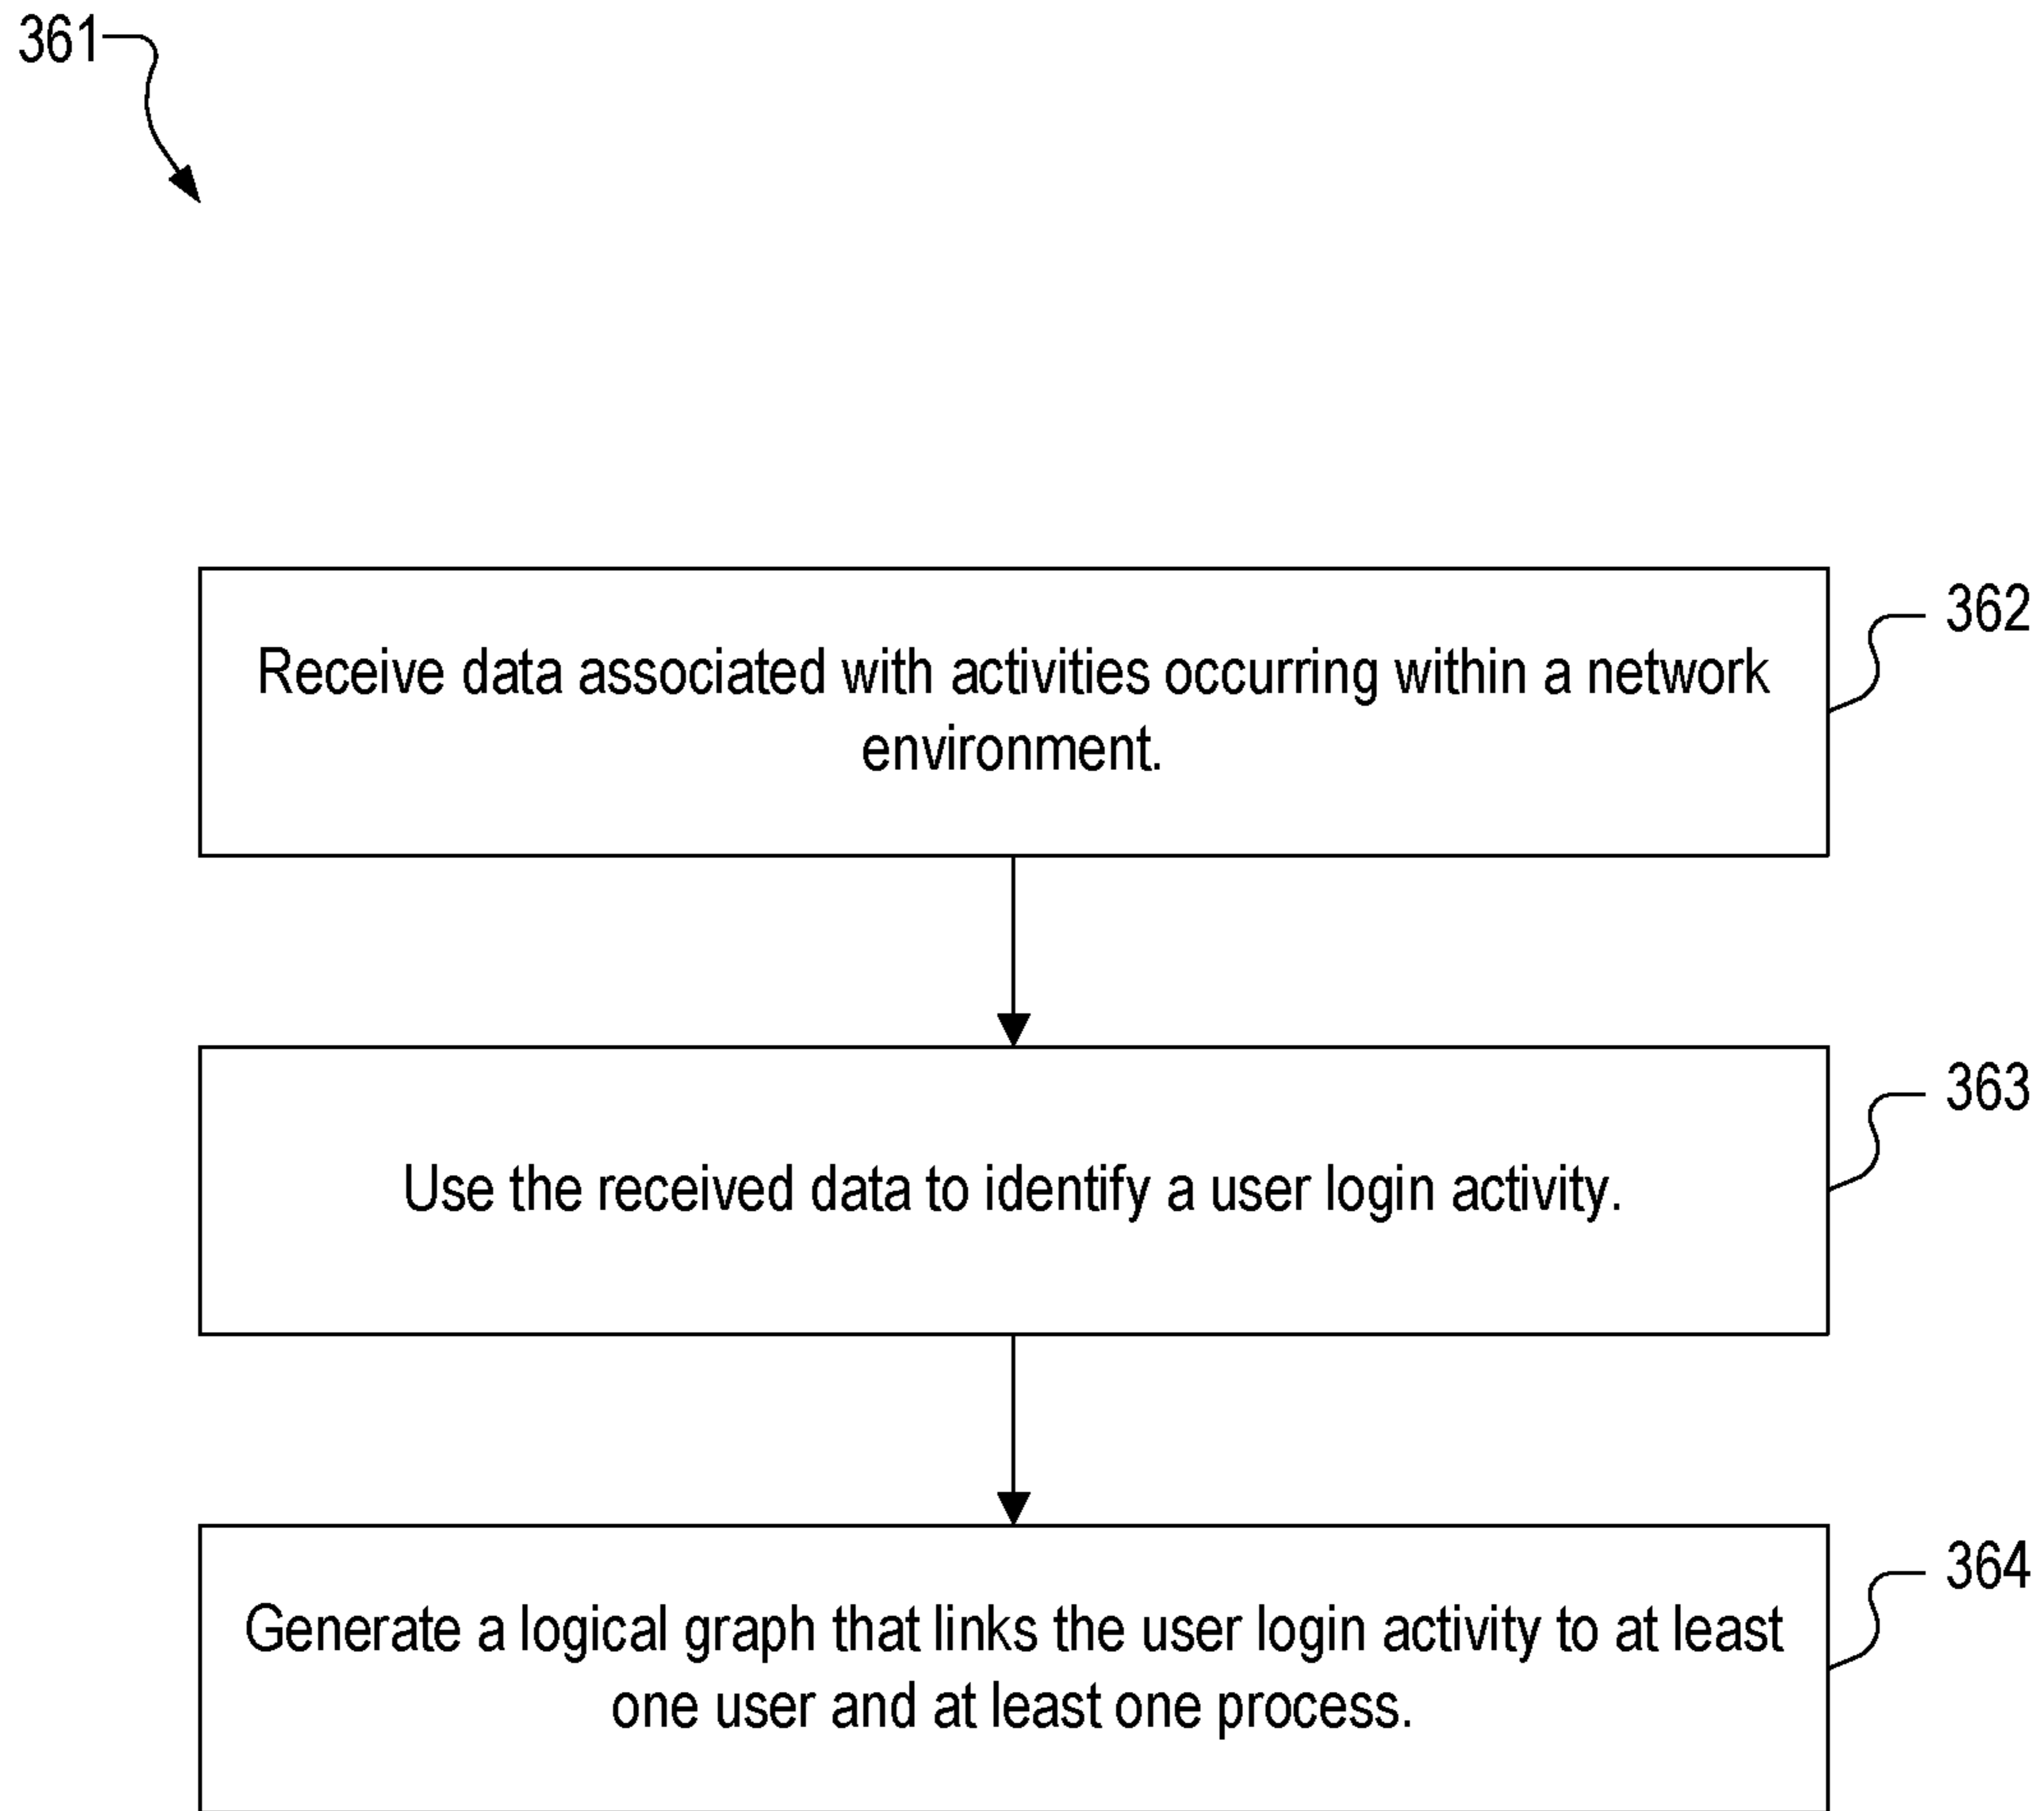 361
362
Receive data associated with activities occurring within a network
environment.
363
Use the received data to identify a user login activity.
364
Generate a logical graph that links the user login activity to at least
one user and at least one process.